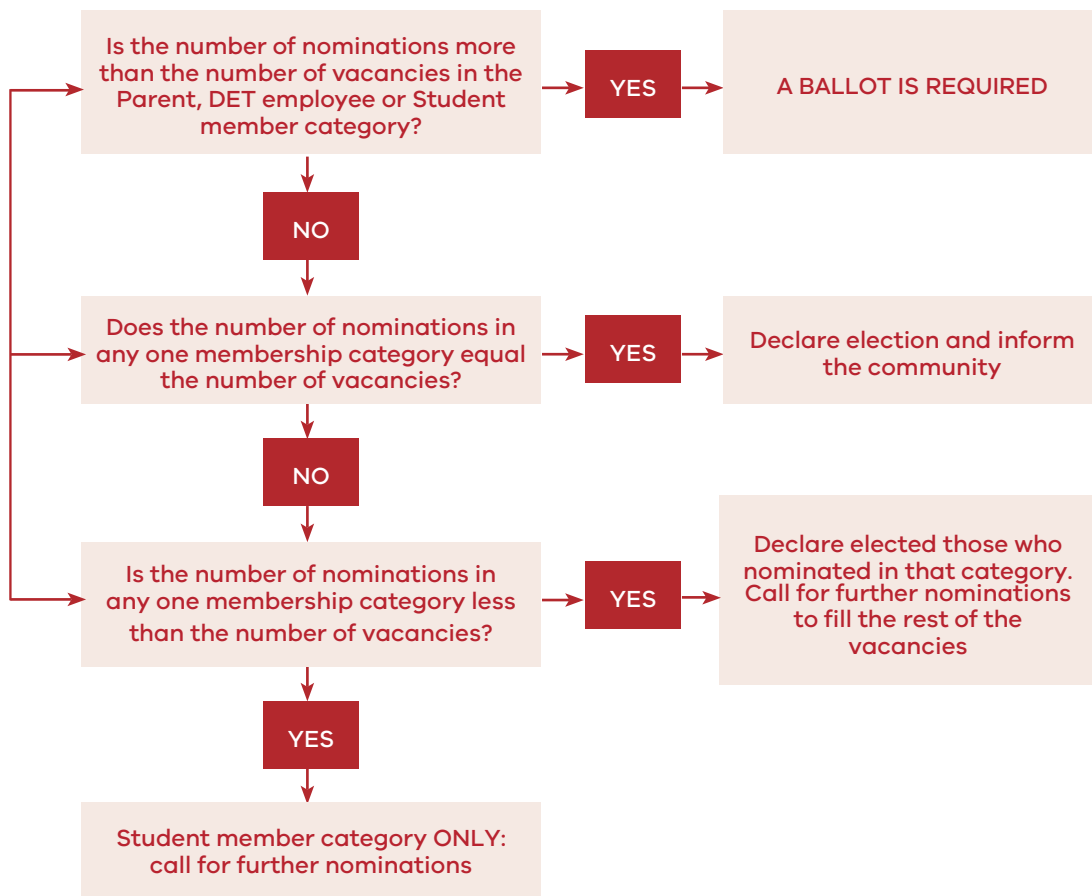 Is the number of nominations more
than the number of vacancies in the
Parent, DET employee or Student
member category?
YES
A BALLOT IS REQUIRED
NO
Does the number of nominations in
any one membership category equal
the number of vacancies?
YES
Declare election and inform
the community
NO
Is the number of nominations in
any one membership category less
than the number of vacancies?
YES
Declare elected those who
nominated in that category.
Call for further nominations
to fill the rest of the
vacancies
YES
Student member category ONLY:
call for further nominations